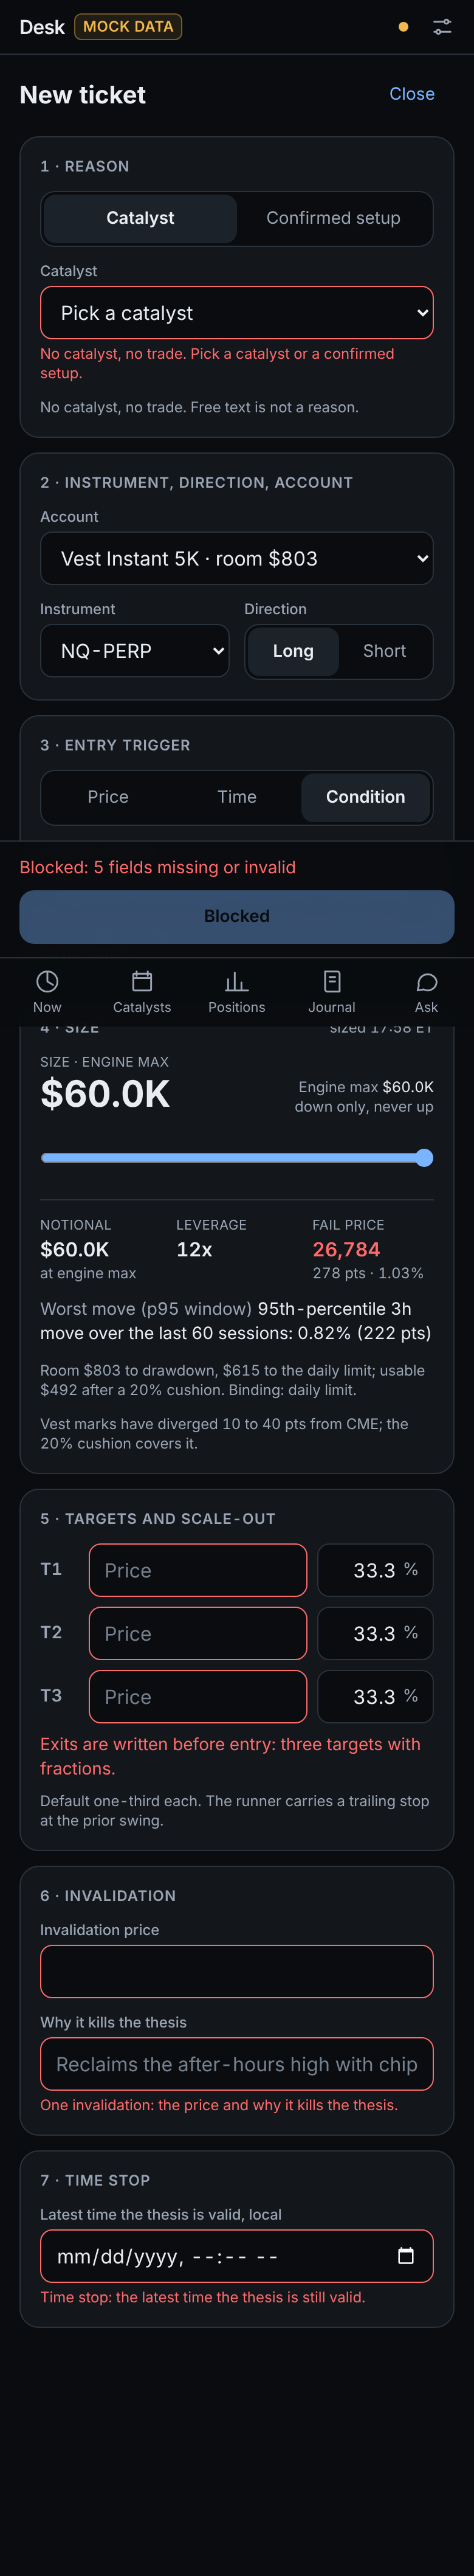 Desk MOCK DATA
New ticket Close
1 · REASON
Catalyst Confirmed setup
Catalyst
Pick a catalyst
No catalyst, no trade. Pick a catalyst or a confirmed
setup.
No catalyst, no trade. Free text is not a reason.
2 · INSTRUMENT, DIRECTION, ACCOUNT
Account
Vest Instant 5K · room $803
Instrument Direction
NQ-PERP Long Short
3 · ENTRY TRIGGER
Price Time Condition
Blocked: 5 fields missing or invalid
Blocked
Now Catalysts Positions Journal Ask
4 · SIZE sized 17:58 ET
SIZE · ENGINE MAX
$60.0K Engine max $60.0K
down only, never up
NOTIONAL LEVERAGE FAIL PRICE
$60.0K 12x 26,784
at engine max 278 pts · 1.03%
Worst move (p95 window) 95th-percentile 3h
move over the last 60 sessions: 0.82% (222 pts)
Room $803 to drawdown, $615 to the daily limit; usable
$492 after a 20% cushion. Binding: daily limit.
Vest marks have diverged 10 to 40 pts from CME; the
20% cushion covers it.
5 · TARGETS AND SCALE-OUT
T1 Price 33.3 %
T2 Price 33.3 %
T3 Price 33.3 %
Exits are written before entry: three targets with
fractions.
Default one-third each. The runner carries a trailing stop
at the prior swing.
6 · INVALIDATION
Invalidation price
Why it kills the thesis
Reclaims the after-hours high with chip
One invalidation: the price and why it kills the thesis.
7 · TIME STOP
Latest time the thesis is valid, local
mm/dd/yyyy, --:-- --
Time stop: the latest time the thesis is still valid.